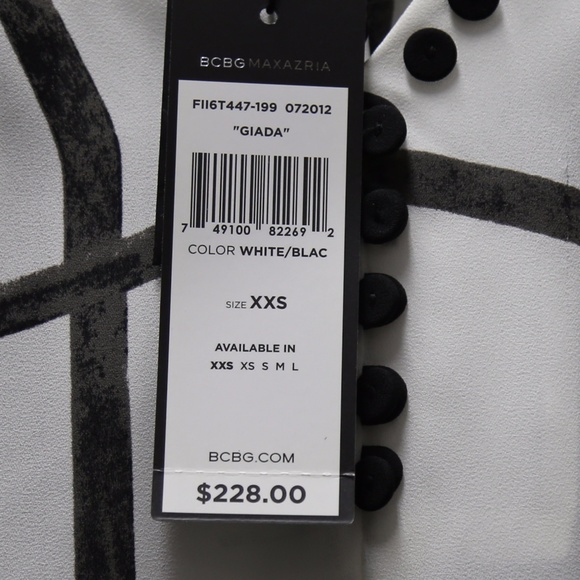 BCBGMAXAZRIA
FII6T447-199 072012
"GIADA"
7 49100 82269 2
COLOR WHITE/BLAC
SIZE XXS
AVAILABLE IN
XXS XS S M L
BCBG.COM
$228.00